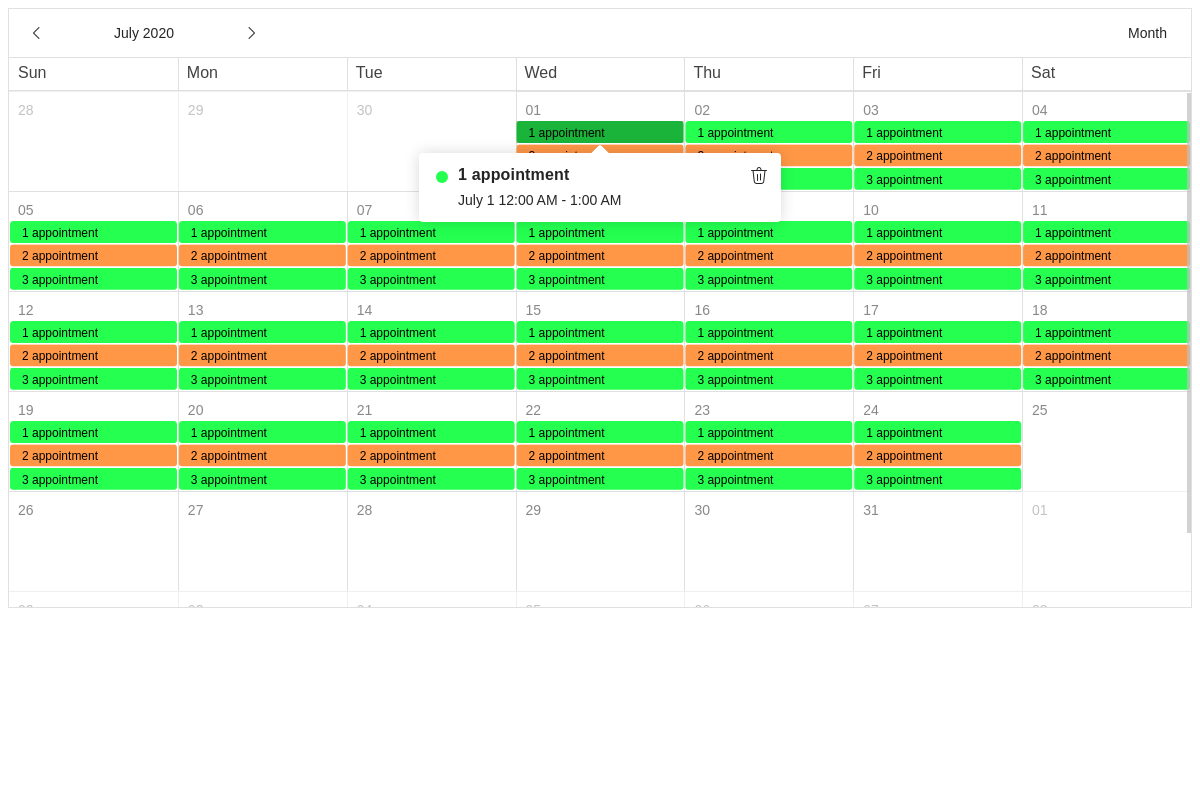 July 2020 Month
Sun Mon Tue Wed Thu Fri Sat
28 29 30 01 02 03 04
1 appointment 1 appointment 1 appointment 1 appointment
2 appointment 2 appointment
3 appointment 3 appointment
1 appointment
July 1 12:00 AM - 1:00 AM
05 06 07 10 11
1 appointment 1 appointment 1 appointment 1 appointment 1 appointment 1 appointment 1 appointment
2 appointment 2 appointment 2 appointment 2 appointment 2 appointment 2 appointment 2 appointment
3 appointment 3 appointment 3 appointment 3 appointment 3 appointment 3 appointment 3 appointment
12 13 14 15 16 17 18
1 appointment 1 appointment 1 appointment 1 appointment 1 appointment 1 appointment 1 appointment
2 appointment 2 appointment 2 appointment 2 appointment 2 appointment 2 appointment 2 appointment
3 appointment 3 appointment 3 appointment 3 appointment 3 appointment 3 appointment 3 appointment
19 20 21 22 23 24 25
1 appointment 1 appointment 1 appointment 1 appointment 1 appointment 1 appointment
2 appointment 2 appointment 2 appointment 2 appointment 2 appointment 2 appointment
3 appointment 3 appointment 3 appointment 3 appointment 3 appointment 3 appointment
26 27 28 29 30 31 01